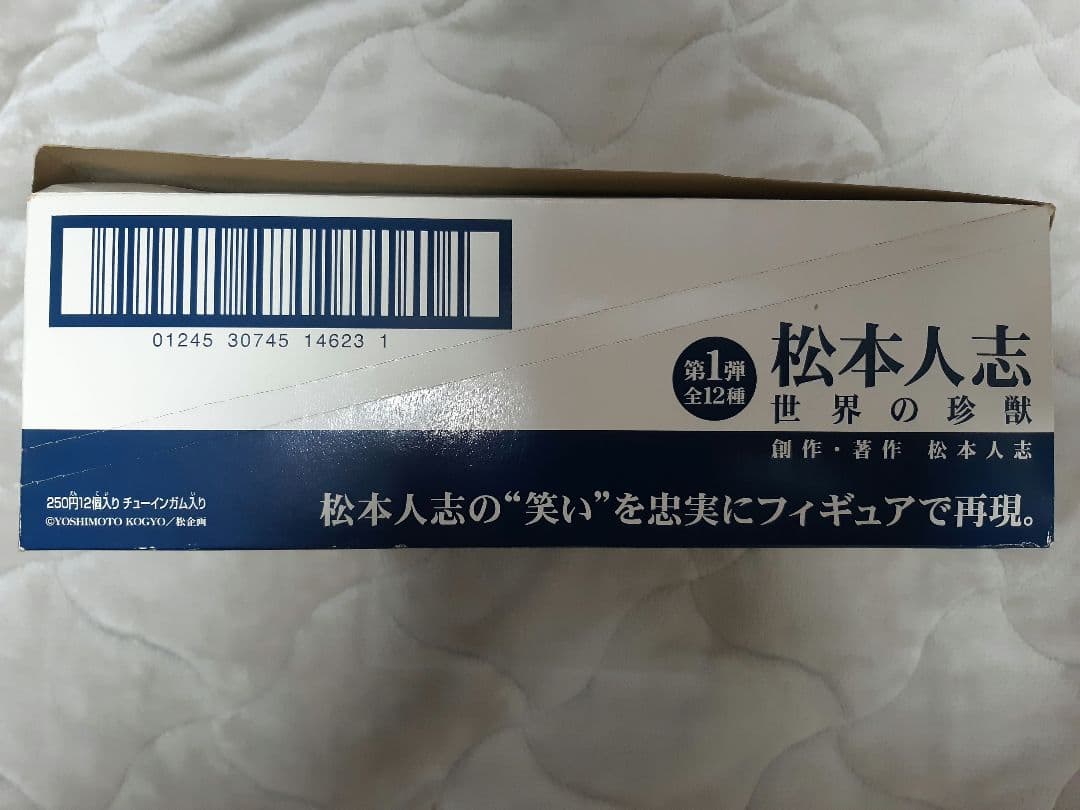 01245 30745 14623 1
第1弾
全12種
松本人志
世界の珍獣
創作・著作 松本人志
250円12個入り チューインガム入り
©YOSHIMOTO KOGYO/松企画
松本人志の“笑い”を忠実にフィギュアで再現。